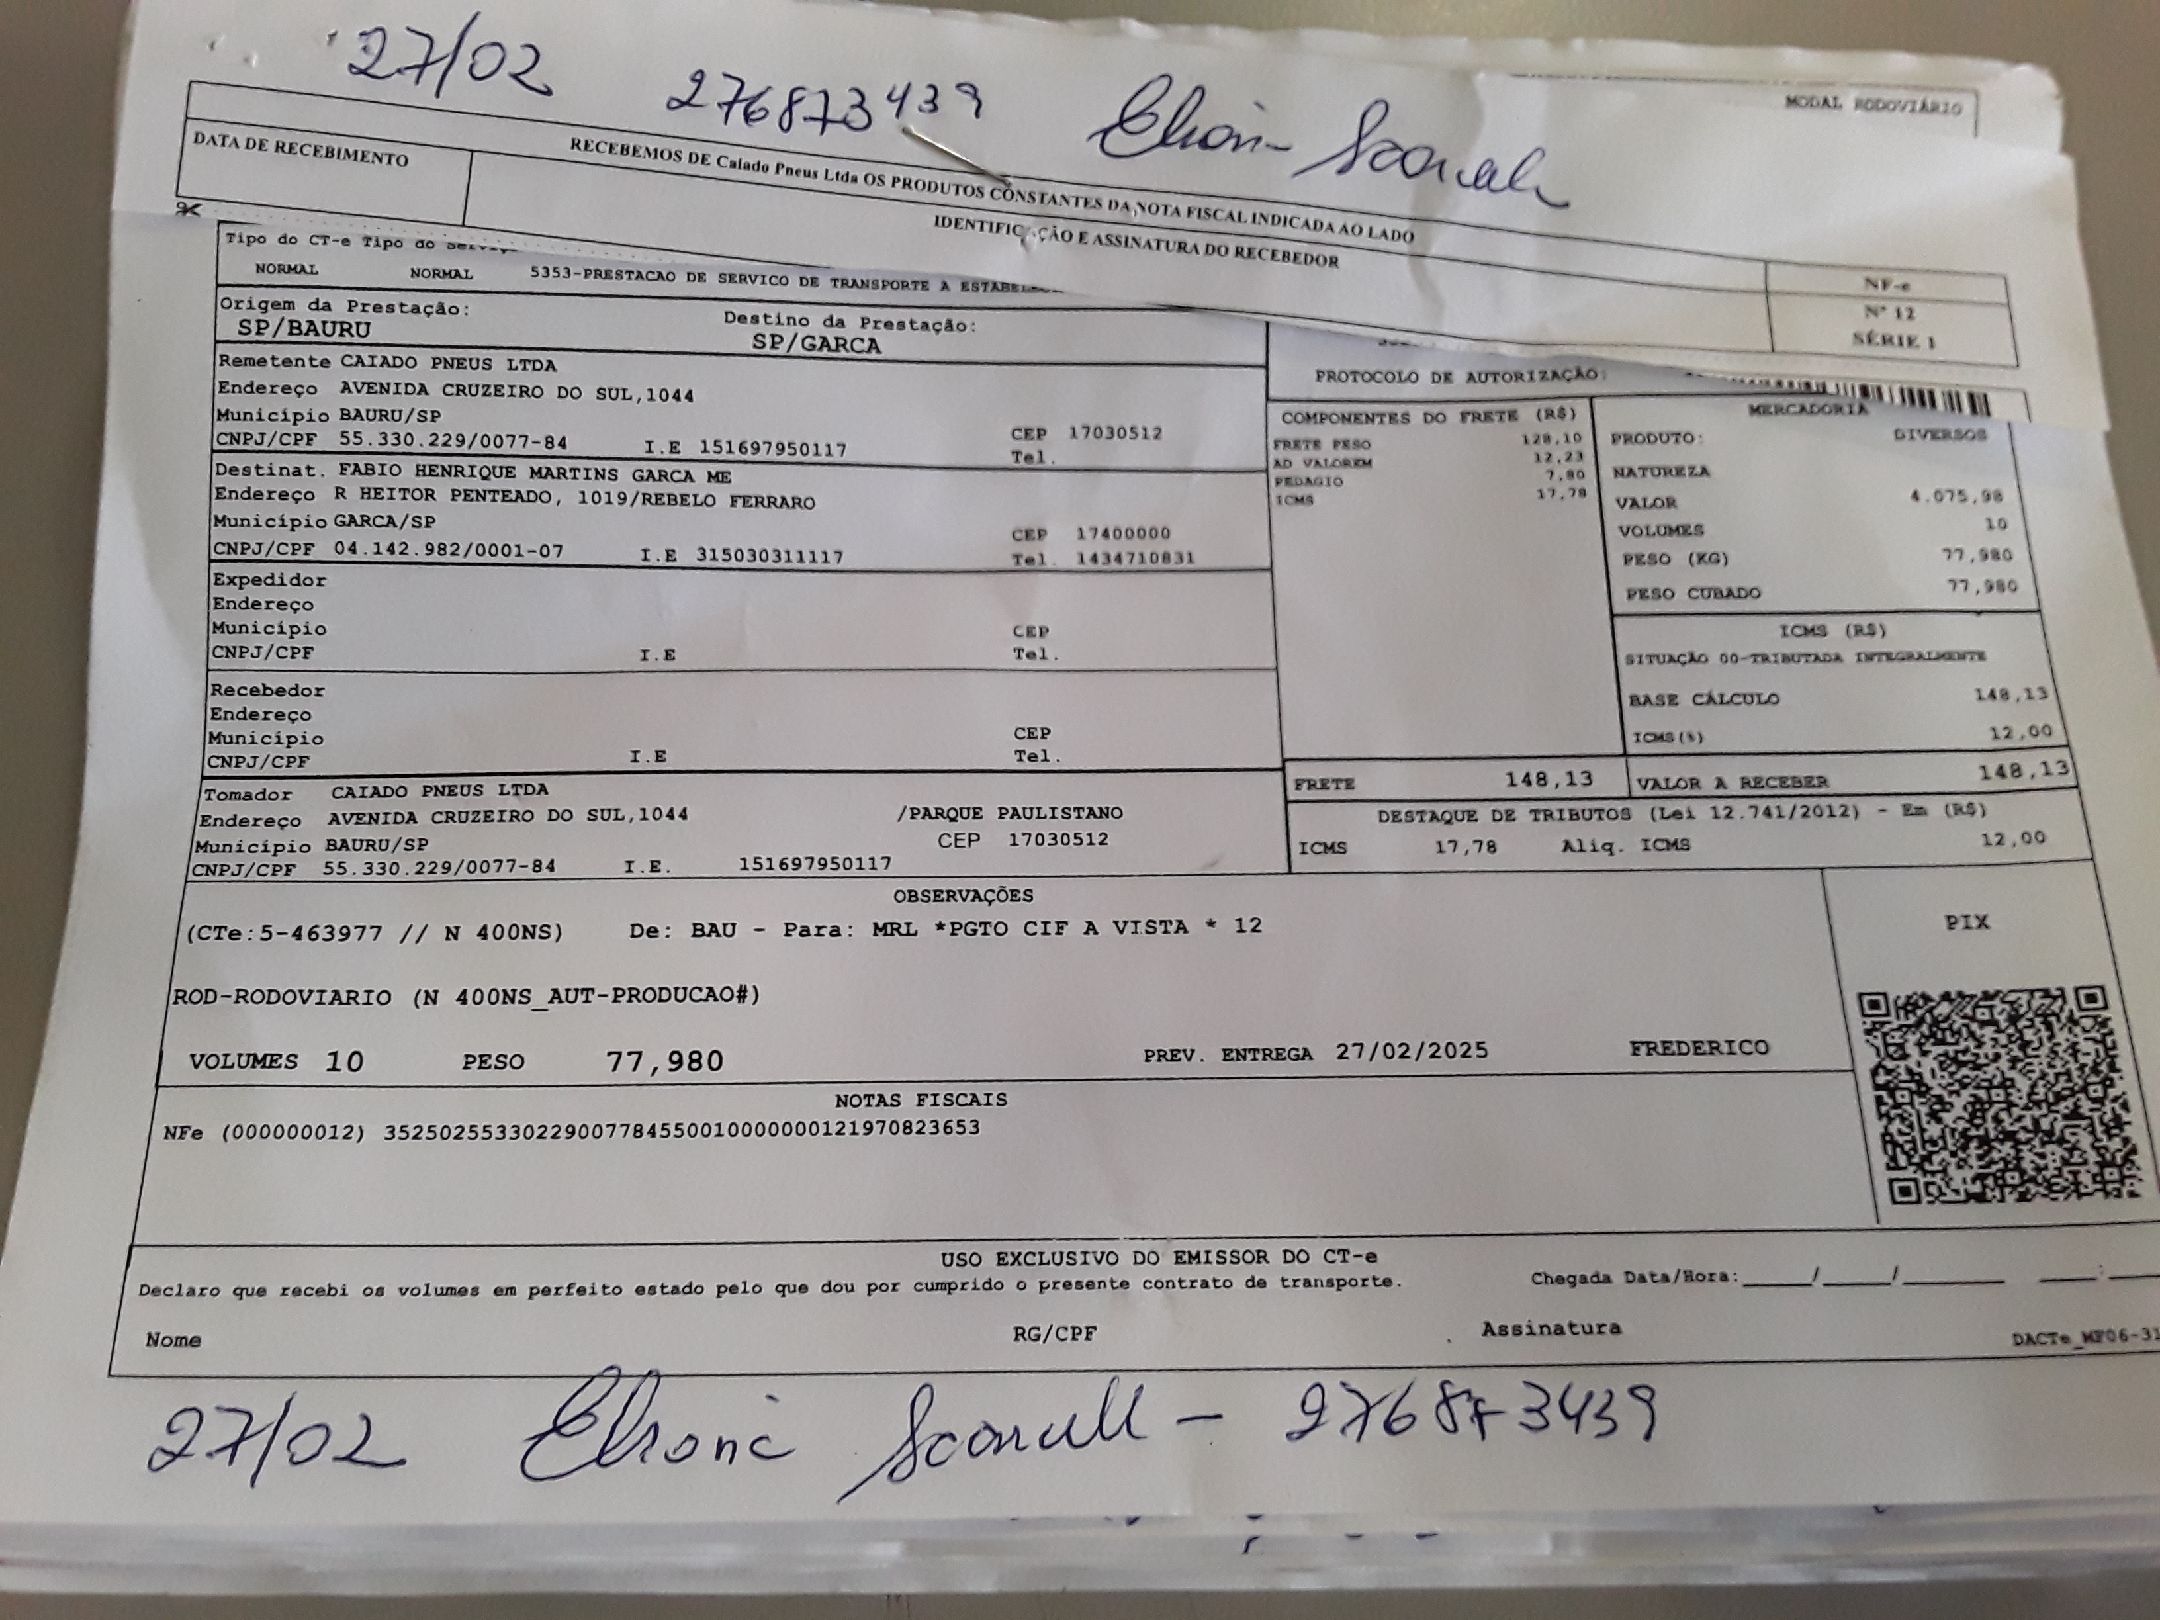 27/02 276873439
MODAL RODOVIÁRIO
RECEBEMOS DE Caiado Pneus Ltda OS PRODUTOS CONSTANTES DA NOTA FISCAL INDICADA AO LADO
DATA DE RECEBIMENTO
IDENTIFICAÇÃO E ASSINATURA DO RECEBEDOR
NF-e
Nº 12
SÉRIE 1
Tipo do CT-e Tipo do
NORMAL NORMAL 5353-PRESTACAO DE SERVICO DE TRANSPORTE A
Origem da Prestação:
SP/BAURU
Destino da Prestação:
SP/GARCA
Remetente CAIADO PNEUS LTDA
Endereço AVENIDA CRUZEIRO DO SUL,1044
Município BAURU/SP CEP 17030512
CNPJ/CPF 55.330.229/0077-84 I.E 151697950117 Tel.
Destinat. FABIO HENRIQUE MARTINS GARCA ME
Endereço R HEITOR PENTEADO, 1019/REBELO FERRARO
Município GARCA/SP CEP 17400000
CNPJ/CPF 04.142.982/0001-07 I.E 315030311117 Tel. 1434710831
Expedidor
Endereço
Município CEP
CNPJ/CPF I.E Tel.
Recebedor
Endereço
Município CEP
CNPJ/CPF I.E Tel.
Tomador CAIADO PNEUS LTDA
Endereço AVENIDA CRUZEIRO DO SUL,1044 /PARQUE PAULISTANO
Município BAURU/SP CEP 17030512
CNPJ/CPF 55.330.229/0077-84 I.E. 151697950117
PROTOCOLO DE AUTORIZAÇÃO:
COMPONENTES DO FRETE (R$)
FRETE PESO 128,10
AD VALOREM 12,23
PEDAGIO 7,80
ICMS 17,78
MERCADORIA
PRODUTO: DIVERSOS
NATUREZA
VALOR 4.075,98
VOLUMES 10
PESO (KG) 77,980
PESO CUBADO 77,980
ICMS (R$)
SITUAÇÃO 00-TRIBUTADA INTEGRALMENTE
BASE CÁLCULO 148,13
ICMS(%) 12,00
FRETE 148,13 VALOR A RECEBER 148,13
DESTAQUE DE TRIBUTOS (Lei 12.741/2012) - Em (R$)
ICMS 17,78 Aliq. ICMS 12,00
OBSERVAÇÕES
(CTe:5-463977 // N 400NS) De: BAU - Para: MRL *PGTO CIF A VISTA * 12
ROD-RODOVIARIO (N 400NS_AUT-PRODUCAO#)
VOLUMES 10 PESO 77,980 PREV. ENTREGA 27/02/2025 FREDERICO
PIX
NOTAS FISCAIS
NFe (000000012) 35250255330229007784550010000000121970823653
USO EXCLUSIVO DO EMISSOR DO CT-e
Declaro que recebi os volumes em perfeito estado pelo que dou por cumprido o presente contrato de transporte.
Chegada Data/Hora:____/____/______ ____:____
Nome RG/CPF Assinatura
DACTe_MF06-31
27/02 - 276873439